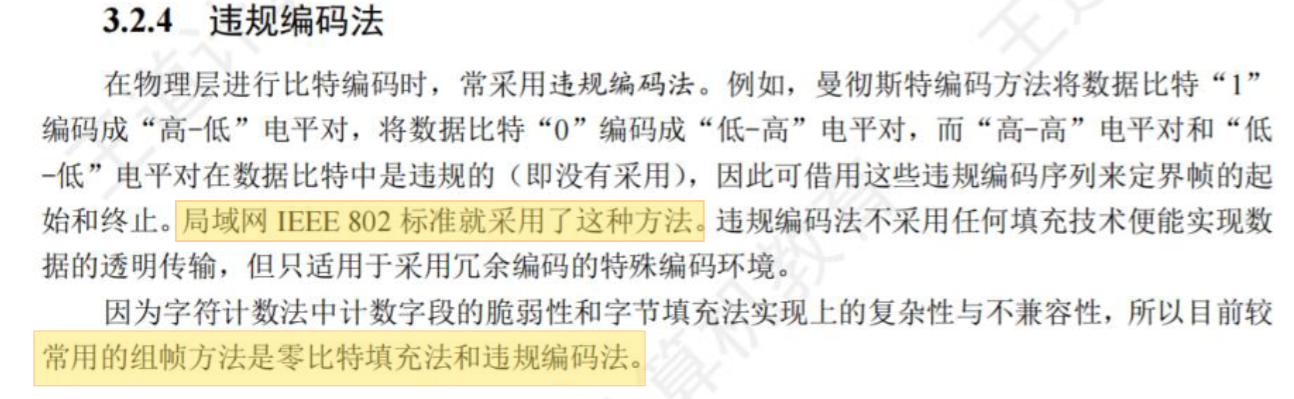 3.2.4 违规编码法
在物理层进行比特编码时，常采用违规编码法。例如，曼彻斯特编码方法将数据比特“1”
编码成“高-低”电平对，将数据比特“0”编码成“低-高”电平对，而“高-高”电平对和“低
-低”电平对在数据比特中是违规的（即没有采用），因此可借用这些违规编码序列来定界帧的起
始和终止。局域网 IEEE 802 标准就采用了这种方法。违规编码法不采用任何填充技术便能实现数
据的透明传输，但只适用于采用冗余编码的特殊编码环境。
因为字符计数法中计数字段的脆弱性和字节填充法实现上的复杂性与不兼容性，所以目前较
常用的组帧方法是零比特填充法和违规编码法。